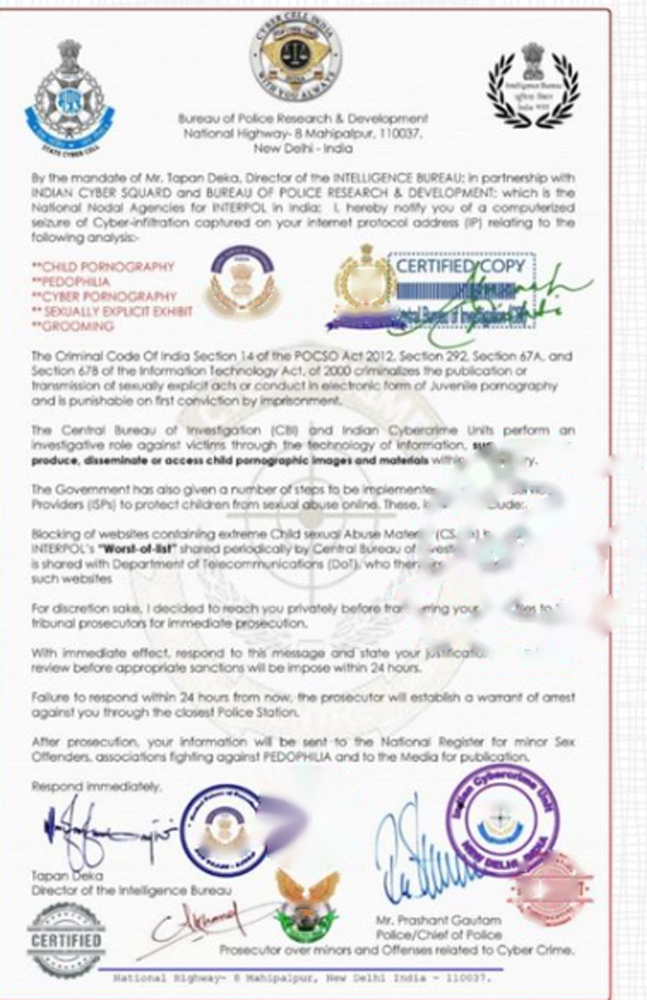 CYBER CELL INDIA
WITH YOU ALWAYS
STATE CYBER CELL
Intelligence Bureau
Bureau of Police Research & Development
National Highway- 8 Mahipalpur, 110037,
New Delhi - India
By the mandate of Mr. Tapan Deka, Director of the INTELLIGENCE BUREAU; in partnership with
INDIAN CYBER SQUARD and BUREAU OF POLICE RESEARCH & DEVELOPMENT; which is the
National Nodal Agencies for INTERPOL in India; I, hereby notify you of a computerized
seizure of Cyber-infiltration captured on your internet protocol address (IP) relating to the
following analysis:-
**CHILD PORNOGRAPHY
**PEDOPHILIA
**CYBER PORNOGRAPHY
** SEXUALLY EXPLICIT EXHIBIT
**GROOMING
CERTIFIED COPY
The Criminal Code Of India Section 14 of the POCSO Act 2012, Section 292, Section 67A, and
Section 67B of the Information Technology Act, of 2000 criminalizes the publication or
transmission of sexually explicit acts or conduct in electronic form of Juvenile pornography
and is punishable on first conviction by imprisonment.
The Central Bureau of Investigation (CBI) and Indian Cybercrime Units perform an
investigative role against victims through the technology of information,
produce, disseminate or access child pornographic images and materials
The Government has also given a number of steps to be
Providers (ISPs) to protect children from sexual abuse online. These,
Blocking of websites containing extreme Child sexual Abuse
INTERPOL's "Worst-of-list" shared periodically by Central Bureau of
is shared with Department of Telecommunications (DoT), who
such websites
For discretion sake, I decided to reach you privately before your
tribunal prosecutors for immediate prosecution.
With immediate effect, respond to this message and state your
review before appropriate sanctions will be impose within 24 hours.
Failure to respond within 24 hours from now, the prosecutor will establish a warrant of arrest
against you through the closest Police Station.
After prosecution, your information will be sent to the National Register for minor Sex
Offenders, associations fighting against PEDOPHILIA and to the Media for publication.
Respond immediately.
Indian Cybercrime Unit
NEW DELHI, INDIA
Tapan Deka
Director of the Intelligence Bureau
Mr. Prashant Gautam
Police/Chief of Police
CERTIFIED
Prosecutor over minors and Offenses related to Cyber Crime.
National Highway- 8 Mahipalpur, New Delhi India - 110037.